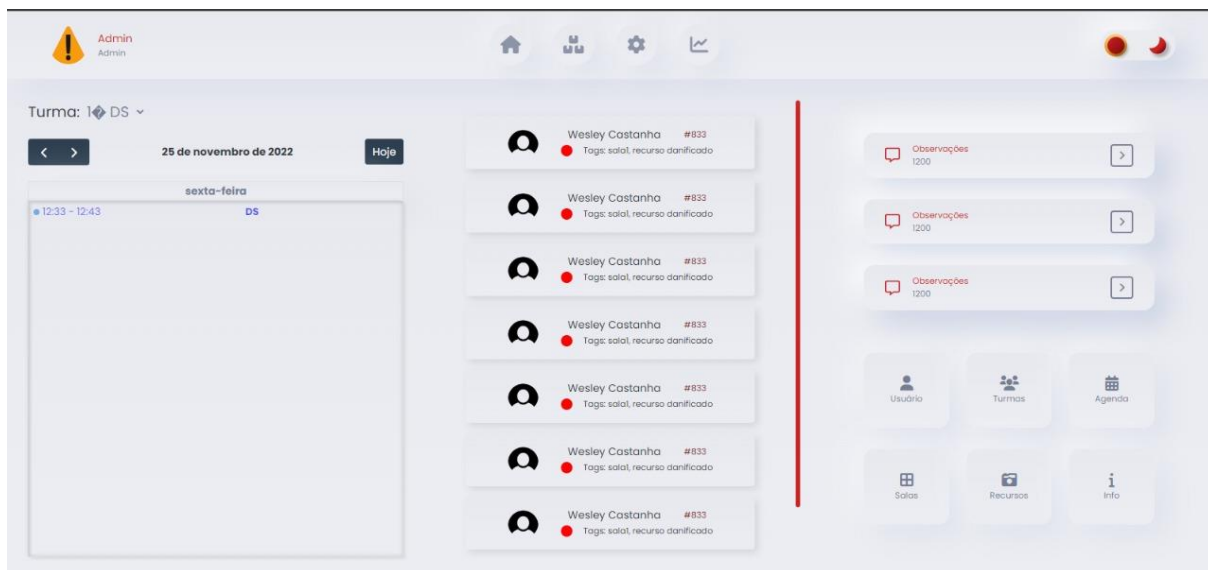 Admin
Admin
Turma: 1� DS
25 de novembro de 2022
Hoje
sexta-feira
12:33 - 12:43 DS
Wesley Castanha #833
Tags: sala1, recurso danificado
Wesley Castanha #833
Tags: sala1, recurso danificado
Wesley Castanha #833
Tags: sala1, recurso danificado
Wesley Castanha #833
Tags: sala1, recurso danificado
Wesley Castanha #833
Tags: sala1, recurso danificado
Wesley Castanha #833
Tags: sala1, recurso danificado
Wesley Castanha #833
Tags: sala1, recurso danificado
Observações
1200
Observações
1200
Observações
1200
Usuário
Turmas
Agenda
Salas
Recursos
Info